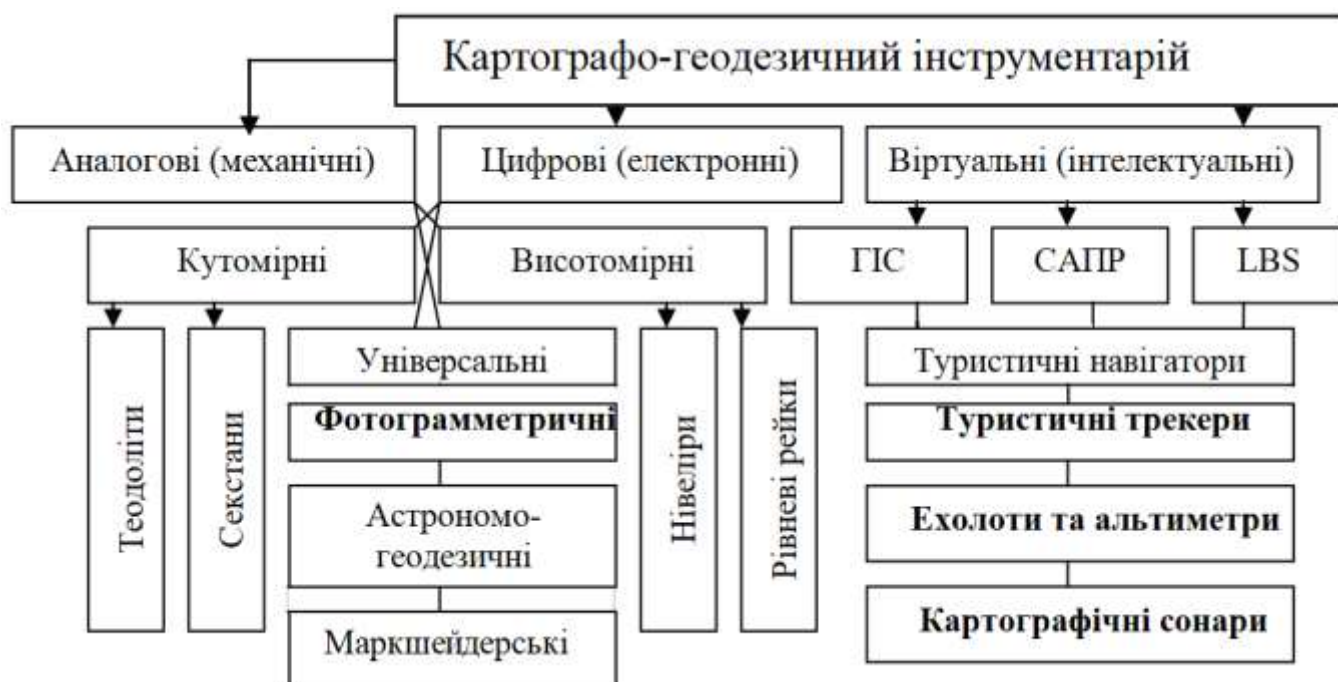 Картографо-геодезичний інструментарій
Аналогові (механічні)
Цифрові (електронні)
Віртуальні (інтелектуальні)
Кутомірні
Висотомірні
ГІС
САПР
LBS
Теодоліти
Секстани
Універсальні
Фотограмметричні
Астрономо-
геодезичні
Маркшейдерські
Нівеліри
Рівневі рейки
Туристичні навігатори
Туристичні трекери
Ехолоти та альтиметри
Картографічні сонари